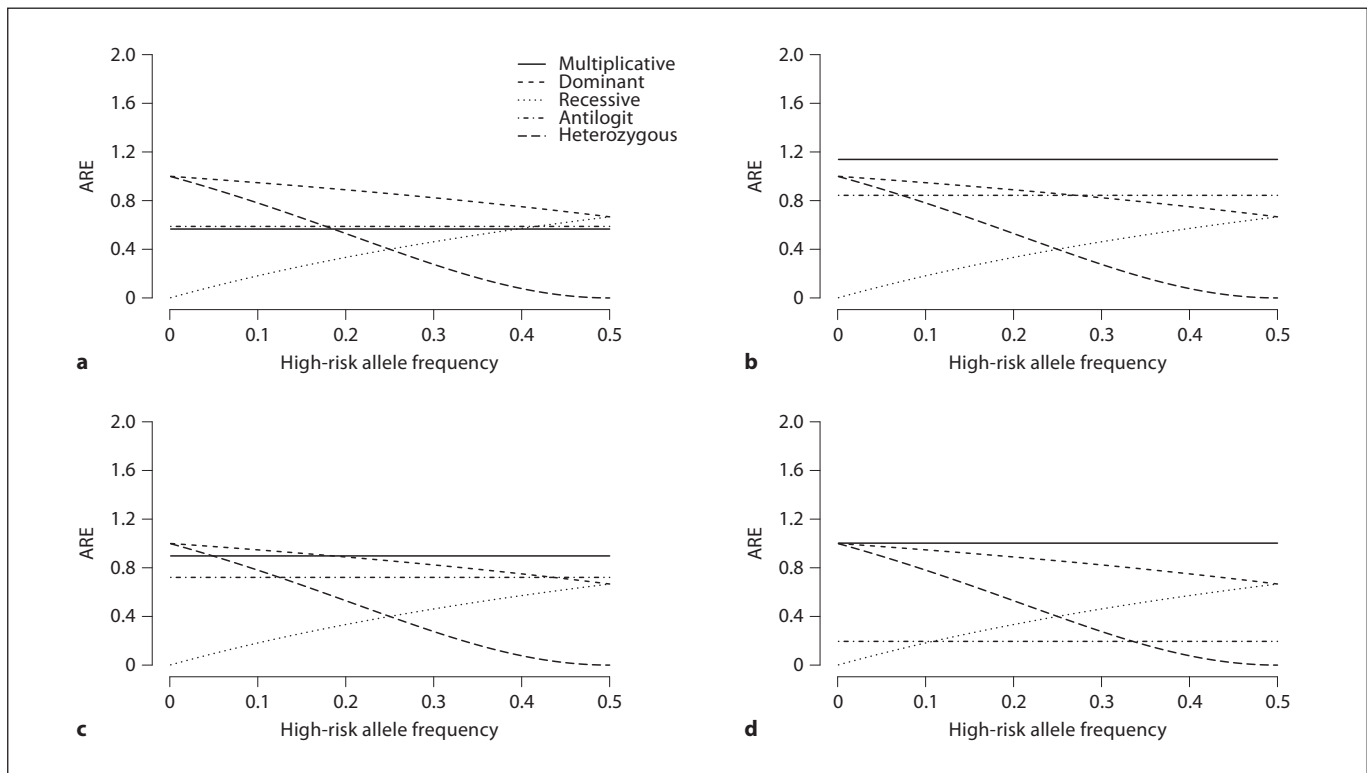 2.0
1.6
1.2
0.8
0.4
0
ARE
0 0.1 0.2 0.3 0.4 0.5
High-risk allele frequency
a
Multiplicative
Dominant
Recessive
Antilogit
Heterozygous
2.0
1.6
1.2
0.8
0.4
0
ARE
0 0.1 0.2 0.3 0.4 0.5
High-risk allele frequency
b
2.0
1.6
1.2
0.8
0.4
0
ARE
0 0.1 0.2 0.3 0.4 0.5
High-risk allele frequency
c
2.0
1.6
1.2
0.8
0.4
0
ARE
0 0.1 0.2 0.3 0.4 0.5
High-risk allele frequency
d